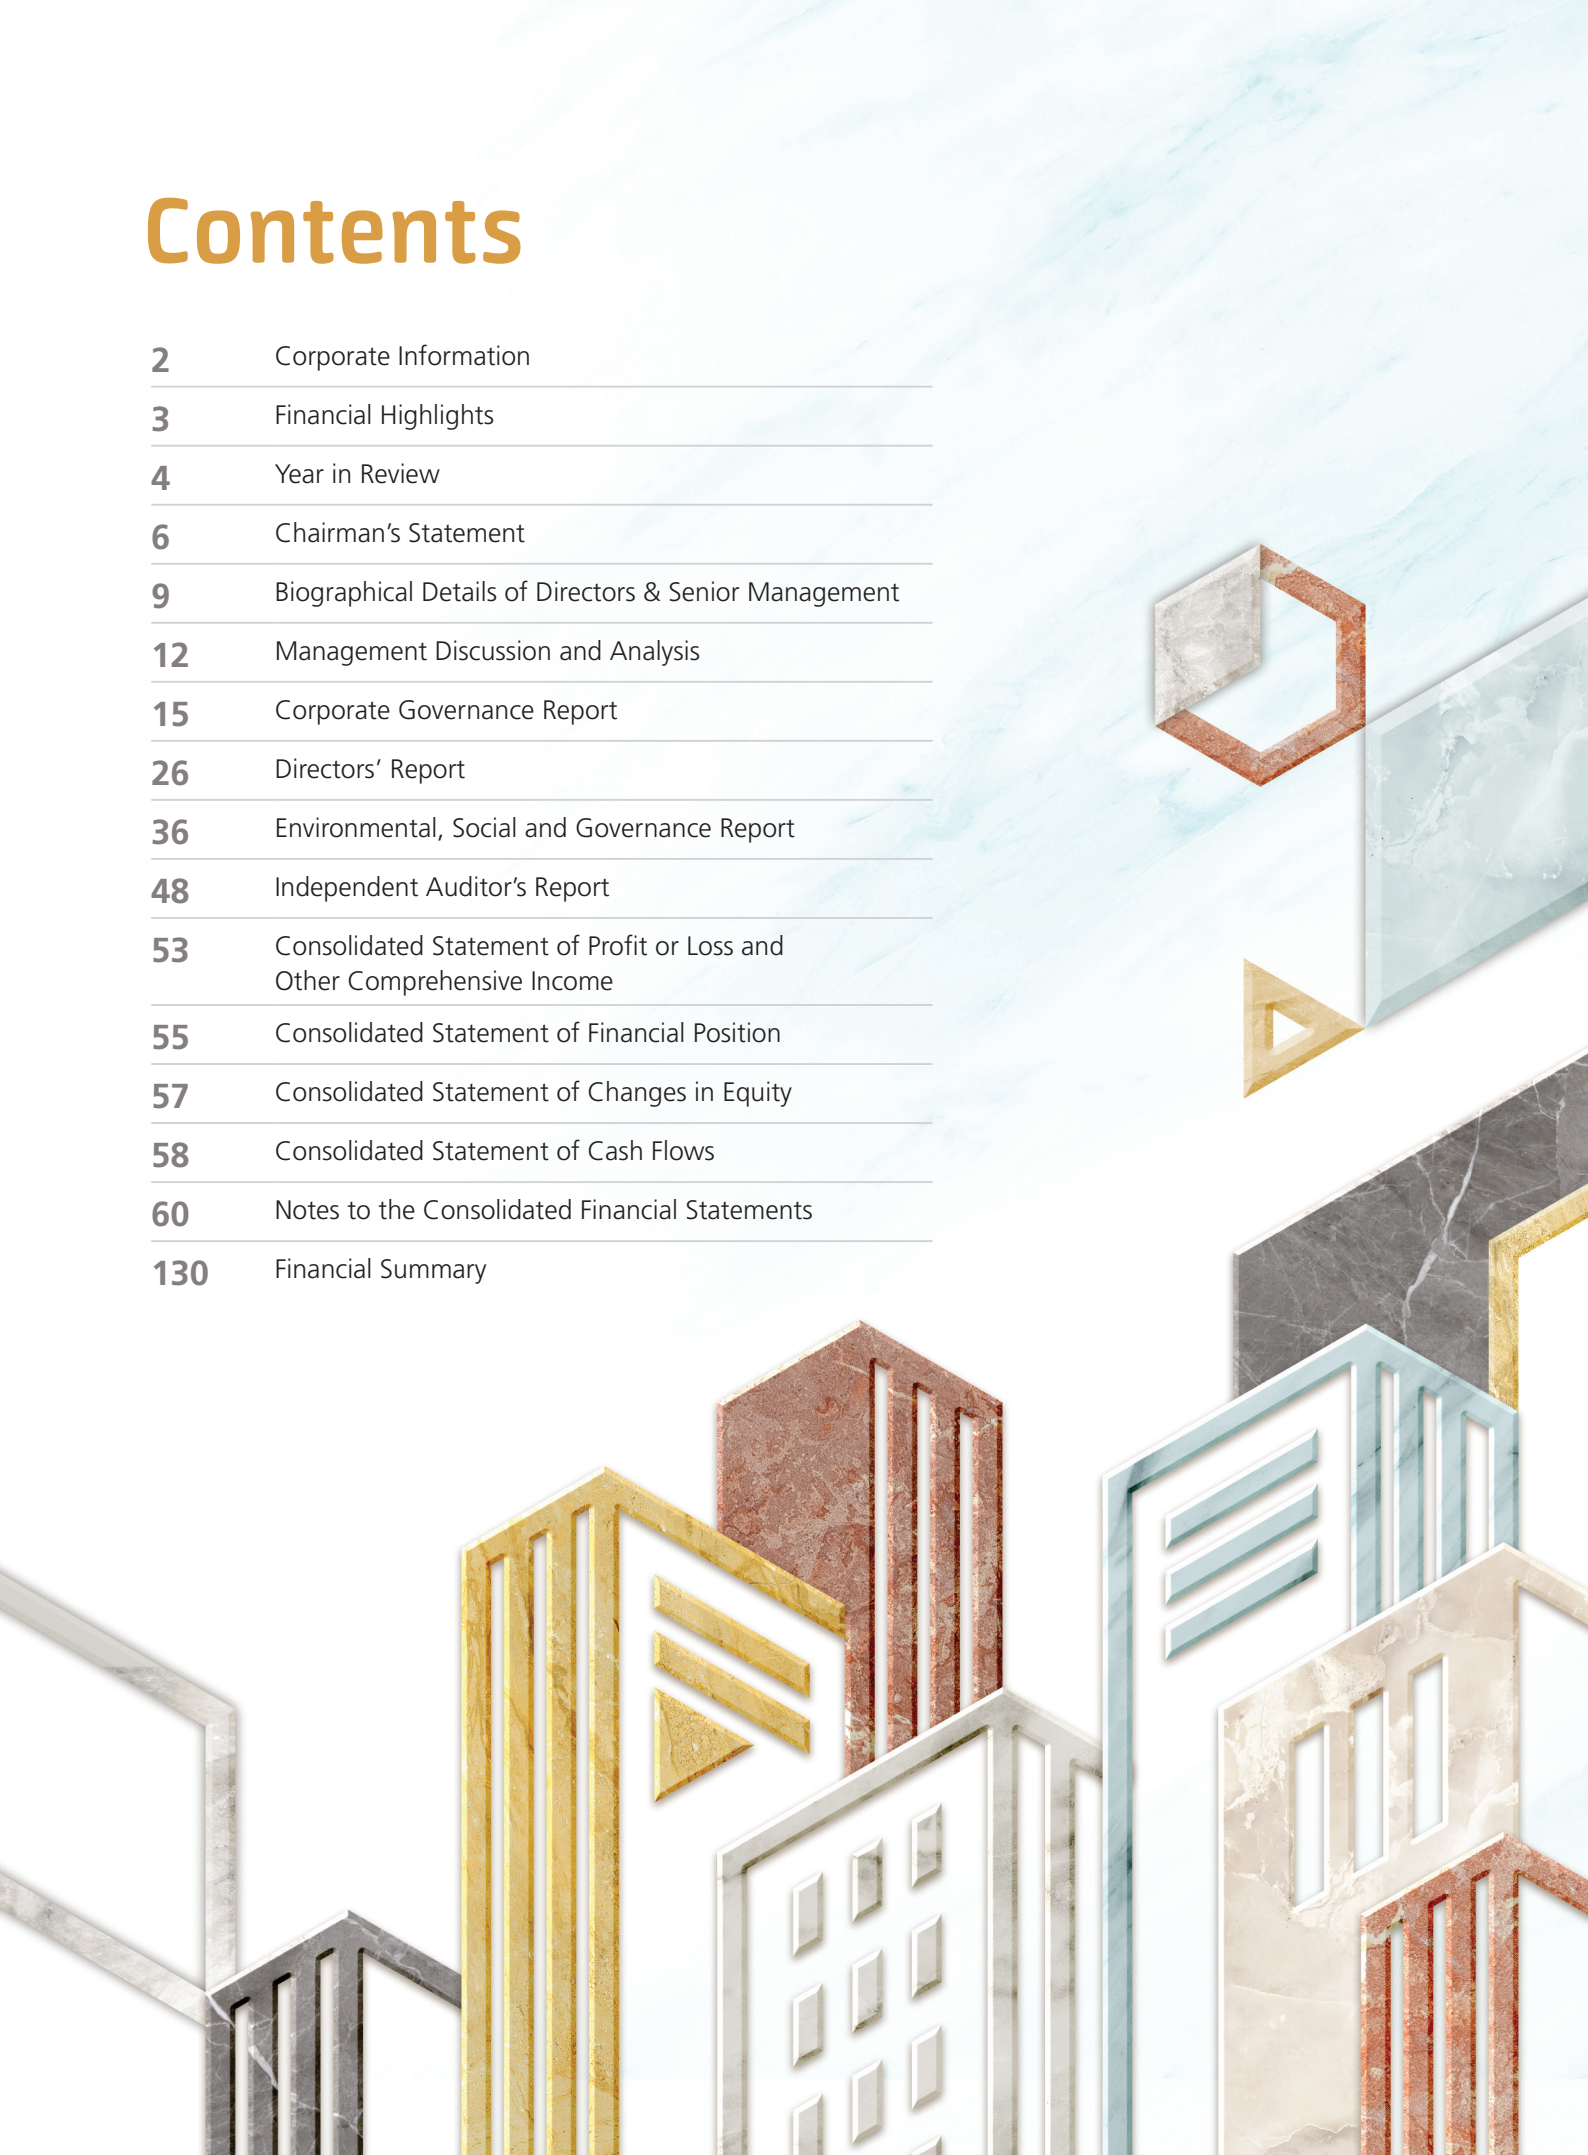 Contents
2 Corporate Information
3 Financial Highlights
4 Year in Review
6 Chairman’s Statement
9 Biographical Details of Directors & Senior Management
12 Management Discussion and Analysis
15 Corporate Governance Report
26 Directors’ Report
36 Environmental, Social and Governance Report
48 Independent Auditor’s Report
53 Consolidated Statement of Profit or Loss and
Other Comprehensive Income
55 Consolidated Statement of Financial Position
57 Consolidated Statement of Changes in Equity
58 Consolidated Statement of Cash Flows
60 Notes to the Consolidated Financial Statements
130 Financial Summary